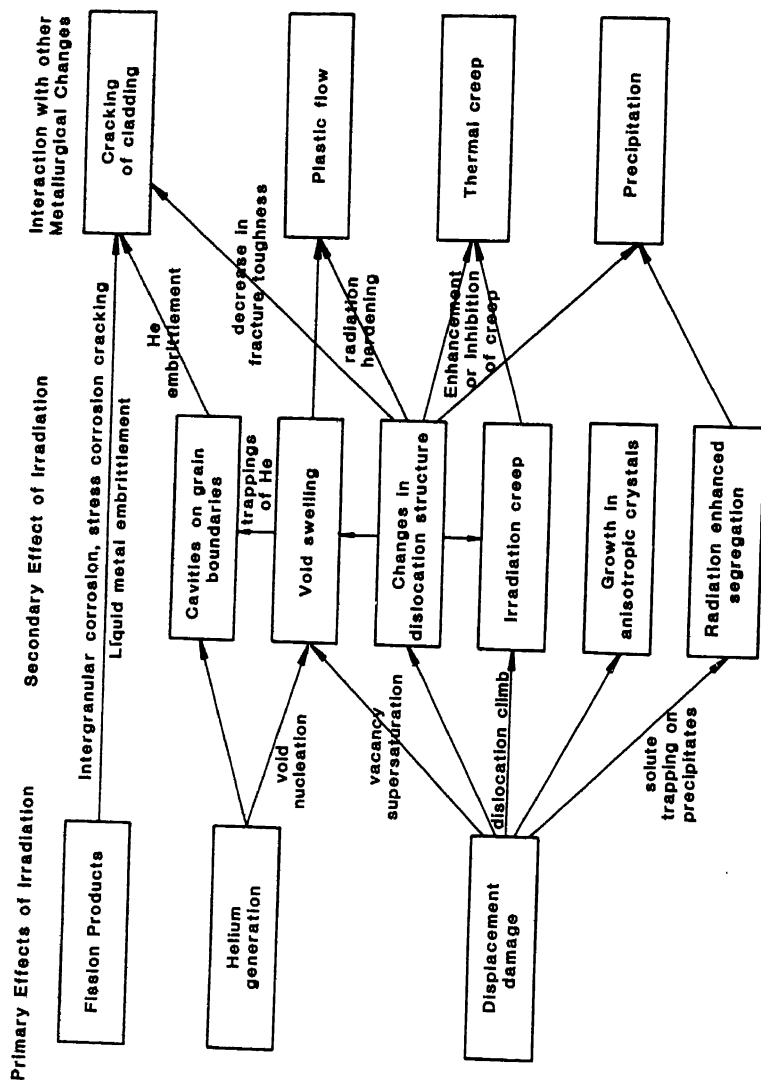 Primary Effects of Irradiation
Secondary Effect of Irradiation
Interaction with other
Metallurgical Changes
Fission Products
Intergranular corrosion, stress corrosion cracking
Liquid metal embrittlement
Cracking
of cladding
Helium
generation
void
nucleation
Cavities on grain
boundaries
He
embrittlement
trappings
of He
Void swelling
decrease in
fracture toughness
Plastic flow
radiation
hardening
vacancy
supersaturation
Changes in
dislocation structure
Enhancement
or Inhibition
of creep
Thermal creep
Displacement
damage
dislocation climb
Irradiation creep
Growth in
anisotropic crystals
solute
trapping on
precipitates
Radiation enhanced
segregation
Precipitation